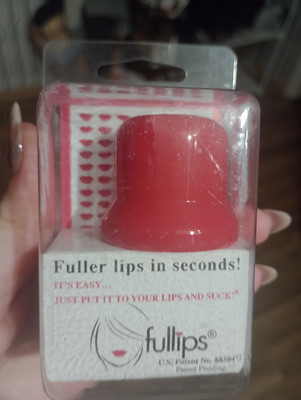 Fuller lips in seconds!
IT'S EASY...
JUST PUT IT TO YOUR LIPS AND SUCK!®
fullips®
U.S. Patent No.
Patent Pending